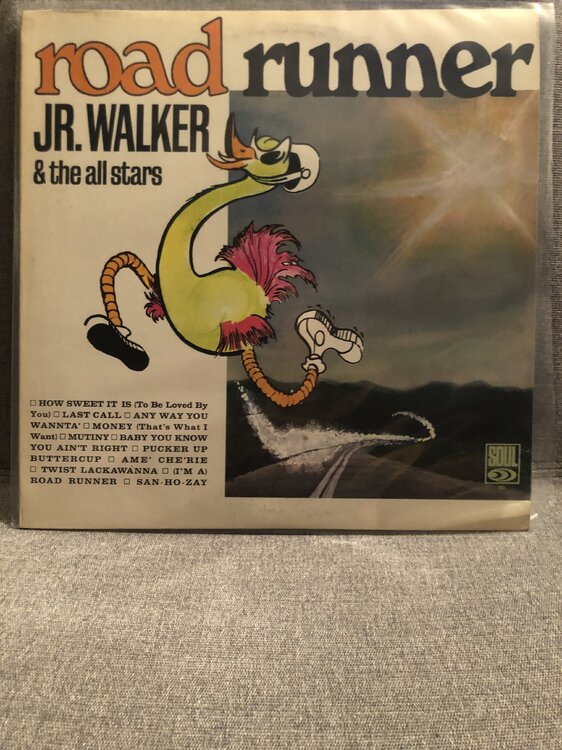 road runner
JR. WALKER
& the all stars
□ HOW SWEET IT IS (To Be Loved By
You) □ LAST CALL □ ANY WAY YOU
WANNTA' □ MONEY (That's What I
Want) □ MUTINY □ BABY YOU KNOW
YOU AIN'T RIGHT □ PUCKER UP
BUTTERCUP □ AME' CHE'RIE
□ TWIST LACKAWANNA □ (I'M A)
ROAD RUNNER □ SAN-HO-ZAY
SOUL